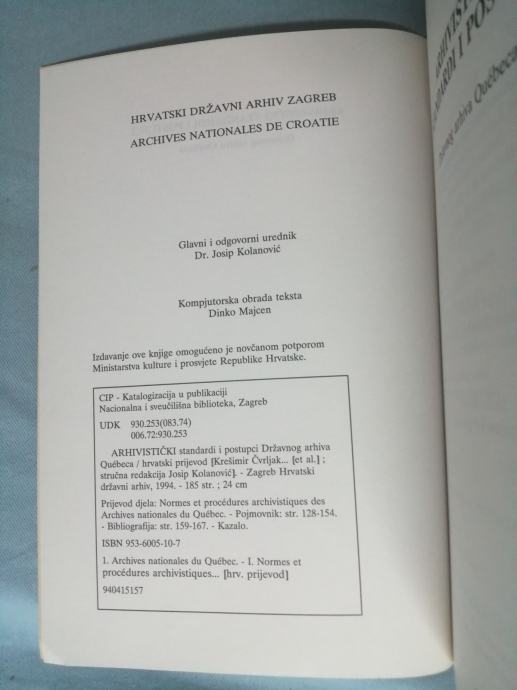 HRVATSKI DRŽAVNI ARHIV ZAGREB
ARCHIVES NATIONALES DE CROATIE
Glavni i odgovorni urednik
Dr. Josip Kolanović
Kompjutorska obrada teksta
Dinko Majcen
Izdavanje ove knjige omogućeno je novčanom potporom
Ministarstva kulture i prosvjete Republike Hrvatske.
CIP - Katalogizacija u publikaciji
Nacionalna i sveučilišna biblioteka, Zagreb
UDK 930.253(083.74)
006.72:930.253
ARHIVISTIČKI standardi i postupci Državnog arhiva
Québeca / hrvatski prijevod [Krešimir Čvrljak... [et al.] ;
stručna redakcija Josip Kolanović]. - Zagreb Hrvatski
državni arhiv, 1994. - 185 str. ; 24 cm
Prijevod djela: Normes et procédures archivistiques des
Archives nationales du Québec. - Pojmovnik: str. 128-154.
- Bibliografija: str. 159-167. - Kazalo.
ISBN 953-6005-10-7
1. Archives nationales du Québec. - I. Normes et
procédures archivistiques... [hrv. prijevod]
940415157
arhiva Québeca